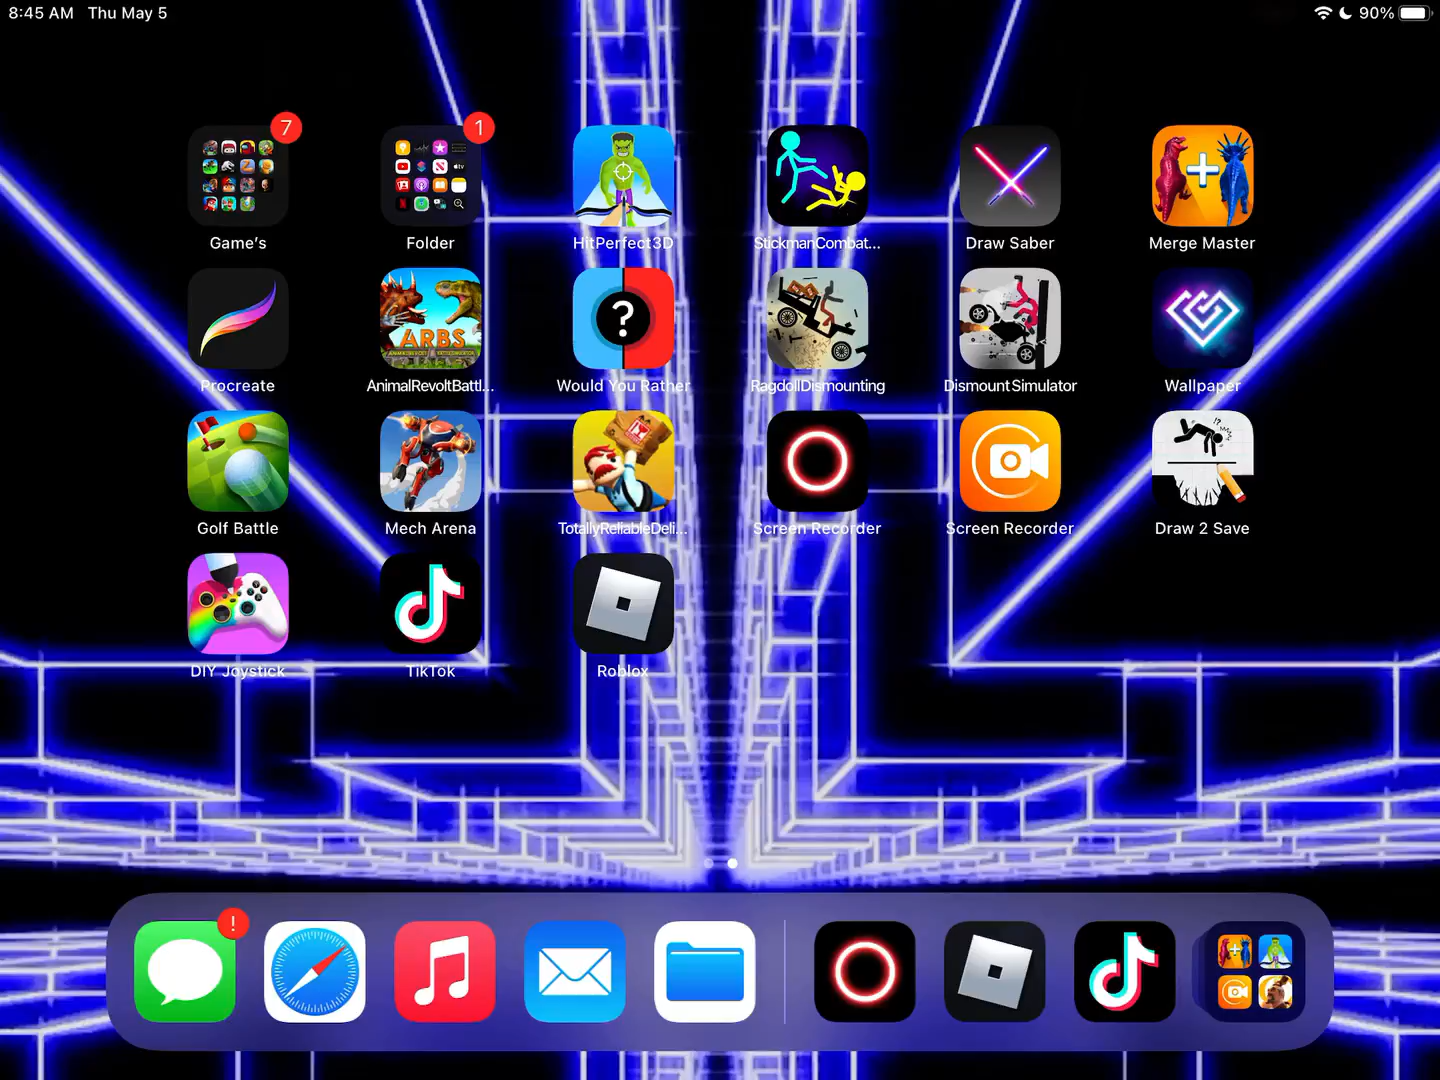 8:45 AM Thu May 5
90%
7
1
Game's
Folder
HitPerfect3D
StickmanCombat...
Draw Saber
Merge Master
Procreate
ARBS
AnimalRevoltBattl...
?
Would You Rather
RagdollDismounting
DismountSimulator
Wallpaper
Golf Battle
Mech Arena
TotallyReliableDeli...
Screen Recorder
Screen Recorder
!?
Draw 2 Save
DIY Joystick
TikTok
Roblox
!